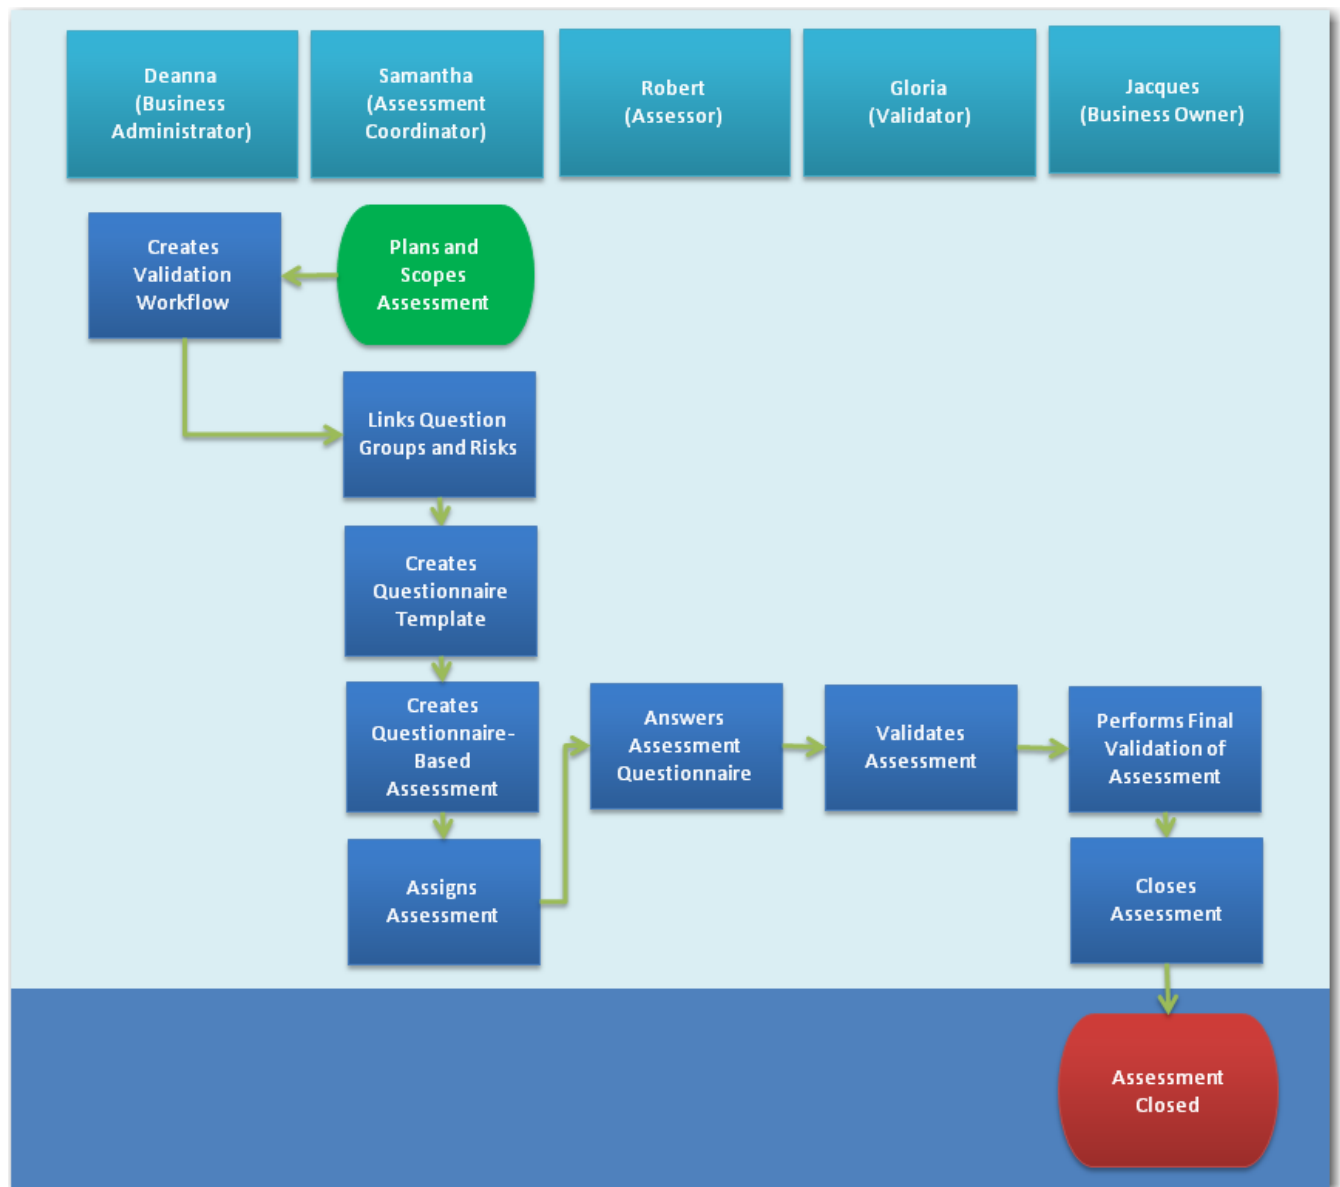 Deanna
(Business
Administrator)
Samantha
(Assessment
Coordinator)
Robert
(Assessor)
Gloria
(Validator)
Jacques
(Business Owner)
Creates
Validation
Workflow
Plans and
Scopes
Assessment
Links Question
Groups and Risks
Creates
Questionnaire
Template
Creates
Questionnaire-
Based
Assessment
Answers
Assessment
Questionnaire
Validates
Assessment
Performs Final
Validation of
Assessment
Assigns
Assessment
Closes
Assessment
Assessment
Closed